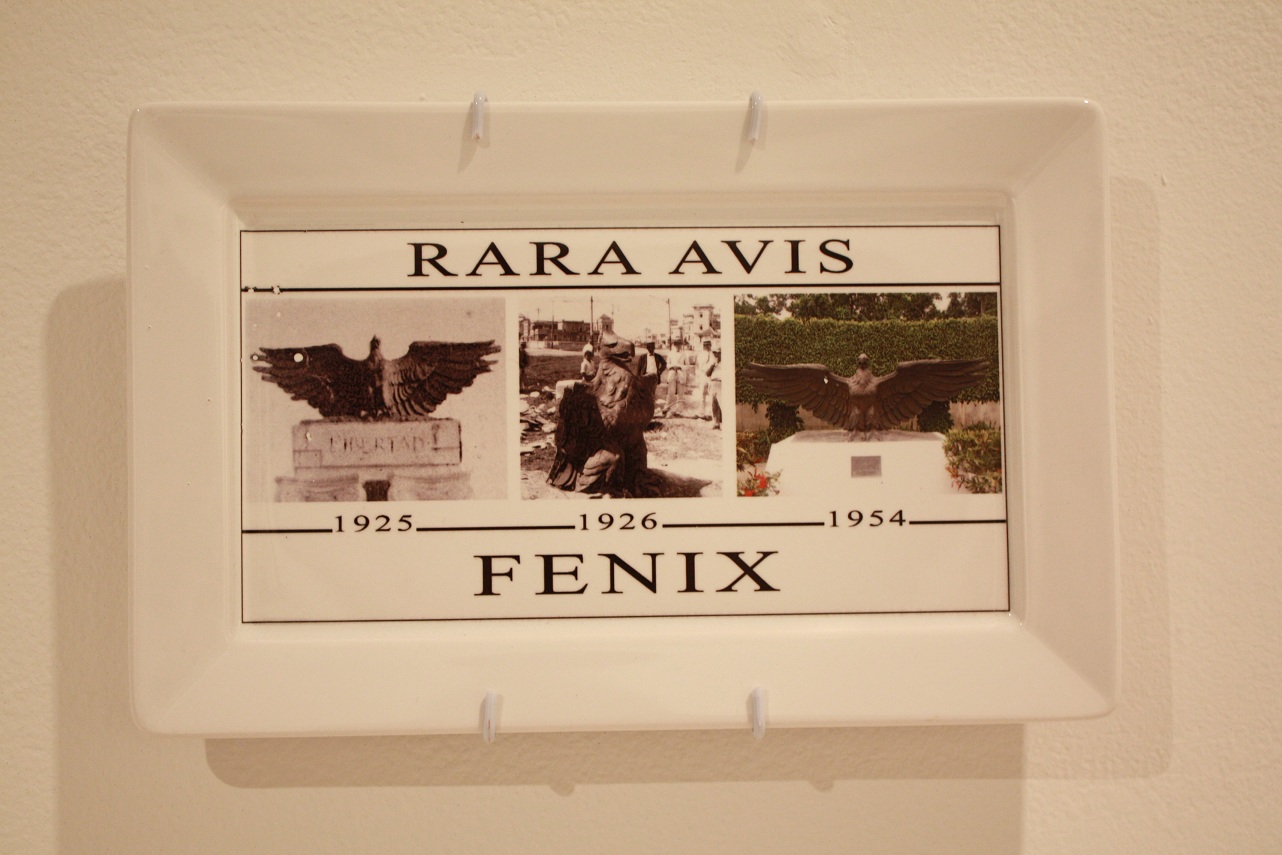 RARA AVIS
LIBERTAD
1925 1926 1954
FENIX